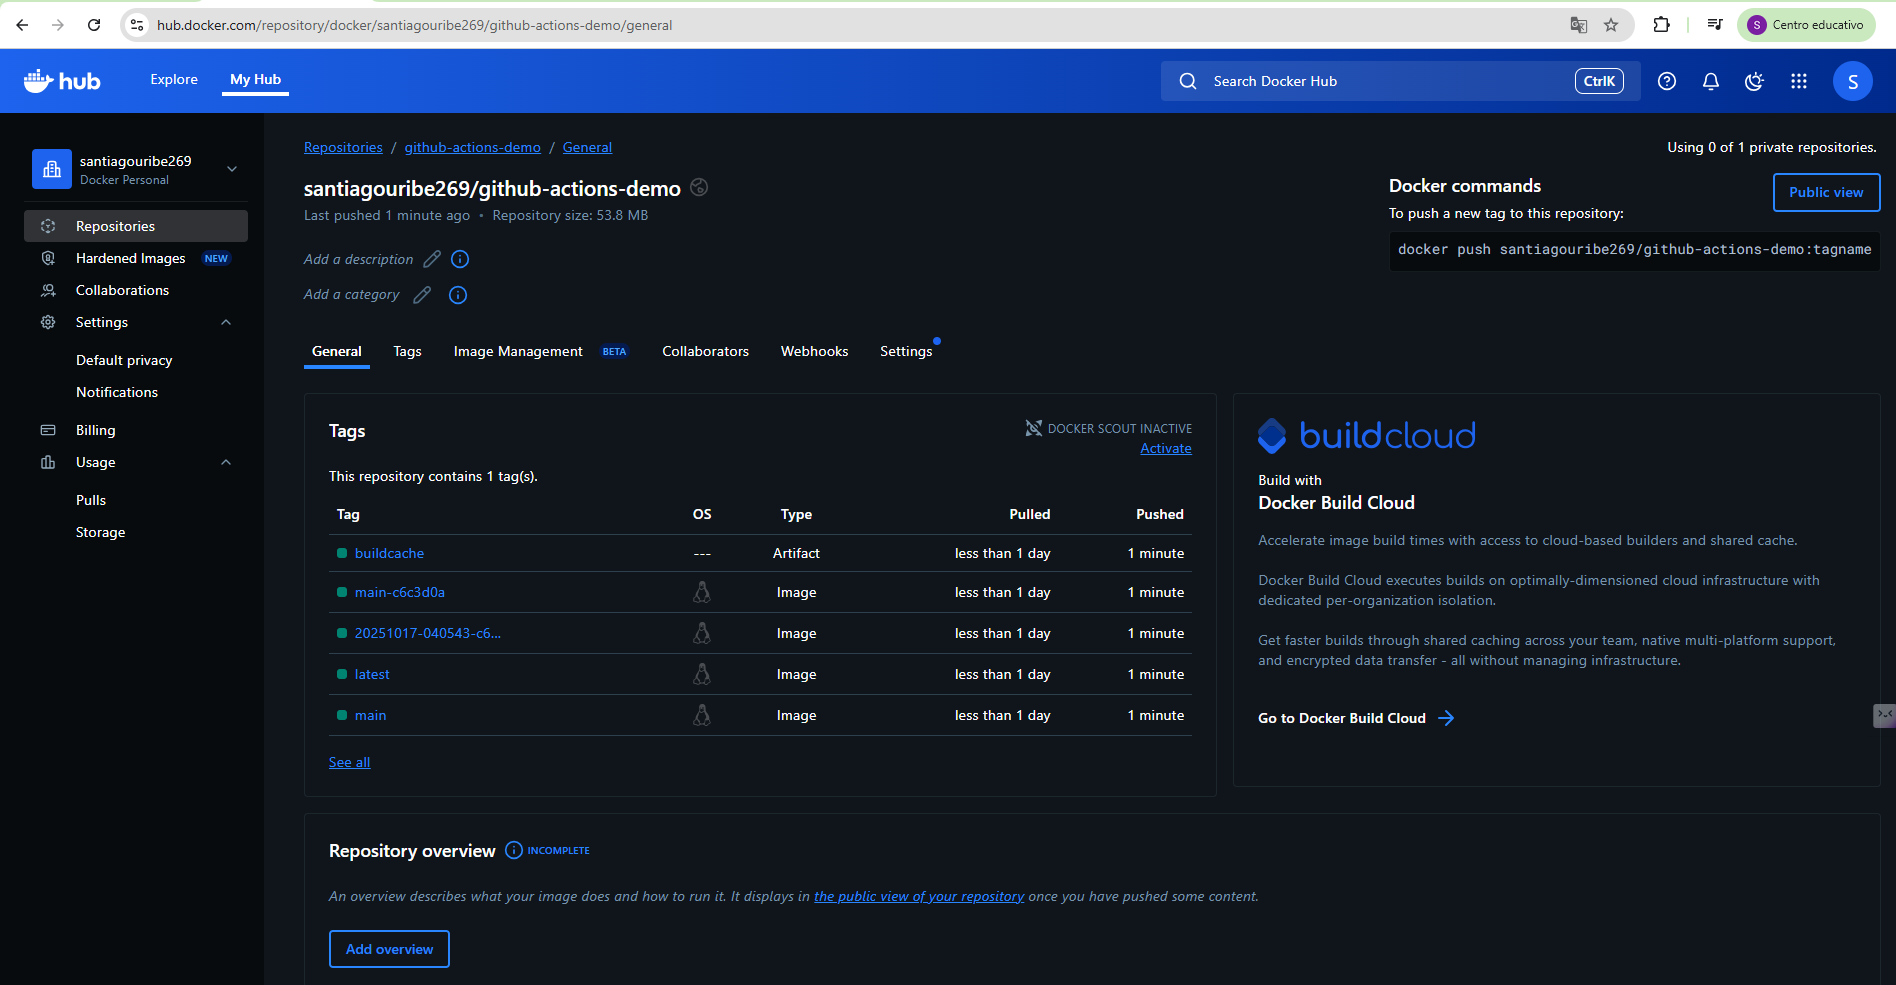 hub.docker.com/repository/docker/santiagouribe269/github-actions-demo/general
S
Centro educativo
hub
Explore
My Hub
Search Docker Hub
CtrlK
S
santiagouribe269
Docker Personal
Repositories
Hardened Images NEW
Collaborations
Settings
Default privacy
Notifications
Billing
Usage
Pulls
Storage
Repositories / github-actions-demo / General
Using 0 of 1 private repositories.
santiagouribe269/github-actions-demo
Last pushed 1 minute ago • Repository size: 53.8 MB
Add a description
Add a category
Docker commands
Public view
To push a new tag to this repository:
docker push santiagouribe269/github-actions-demo:tagname
General Tags Image Management BETA Collaborators Webhooks Settings
Tags
DOCKER SCOUT INACTIVE
Activate
This repository contains 1 tag(s).
Tag OS Type Pulled Pushed
buildcache --- Artifact less than 1 day 1 minute
main-c6c3d0a Image less than 1 day 1 minute
20251017-040543-c6... Image less than 1 day 1 minute
latest Image less than 1 day 1 minute
main Image less than 1 day 1 minute
See all
buildcloud
Build with
Docker Build Cloud
Accelerate image build times with access to cloud-based builders and shared cache.
Docker Build Cloud executes builds on optimally-dimensioned cloud infrastructure with
dedicated per-organization isolation.
Get faster builds through shared caching across your team, native multi-platform support,
and encrypted data transfer - all without managing infrastructure.
Go to Docker Build Cloud
Repository overview INCOMPLETE
An overview describes what your image does and how to run it. It displays in the public view of your repository once you have pushed some content.
Add overview